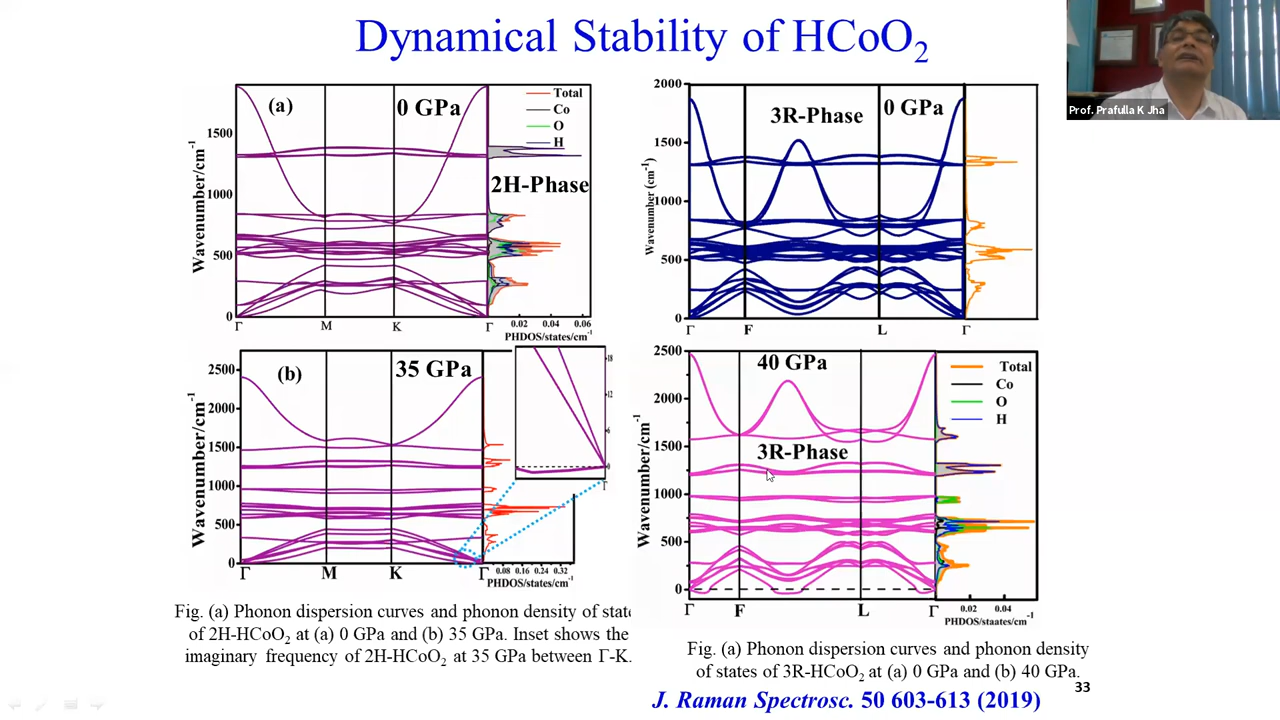 Dynamical Stability of HCoO2
Prof. Prafulla K Jha
(a)
0 GPa
Total
Co
O
H
2H-Phase
Wavenumber/cm-1
1500
1000
500
0
Γ M K Γ
0.02 0.04 0.06
PHDOS/states/cm-1
3R-Phase
0 GPa
Wavenumber (cm-1)
2000
1500
1000
500
0
Γ F L Γ
(b)
35 GPa
Wavenumber/cm-1
2500
2000
1500
1000
500
0
Γ M K Γ
18
12
6
0
Γ
0.08 0.16 0.24 0.32
PHDOS/states/cm-1
40 GPa
3R-Phase
Total
Co
O
H
Wavenumber/cm-1
2500
2000
1500
1000
500
0
Γ F L Γ
0.02 0.04
PHDOS/staates/cm-1
Fig. (a) Phonon dispersion curves and phonon density of state
of 2H-HCoO2 at (a) 0 GPa and (b) 35 GPa. Inset shows the
imaginary frequency of 2H-HCoO2 at 35 GPa between Γ-K.
Fig. (a) Phonon dispersion curves and phonon density
of states of 3R-HCoO2 at (a) 0 GPa and (b) 40 GPa.
33
J. Raman Spectrosc. 50 603-613 (2019)